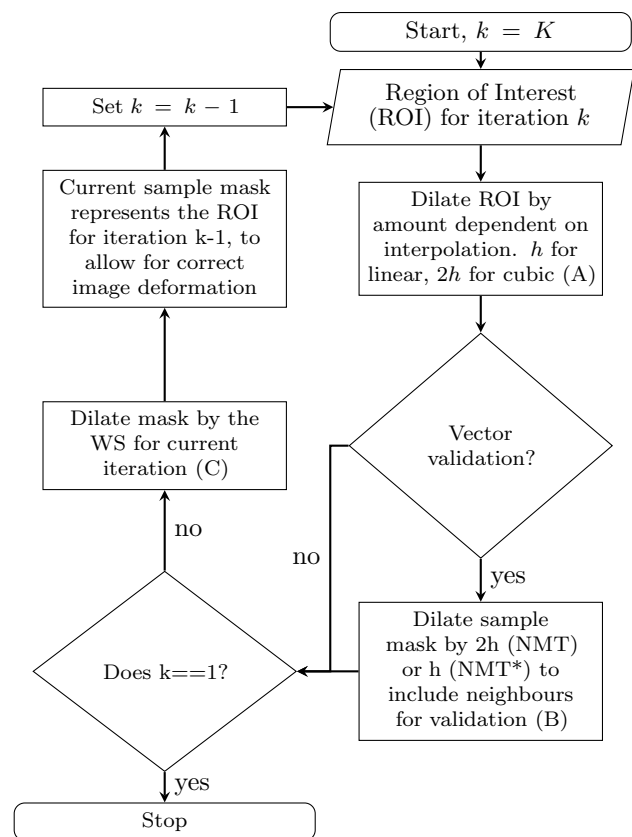 Start, k = K
Region of Interest
(ROI) for iteration k
Dilate ROI by
amount dependent on
interpolation. h for
linear, 2h for cubic (A)
Vector
validation?
yes
no
Dilate sample
mask by 2h (NMT)
or h (NMT*) to
include neighbours
for validation (B)
Does k==1?
yes
Stop
no
Dilate mask by the
WS for current
iteration (C)
Current sample mask
represents the ROI
for iteration k-1, to
allow for correct
image deformation
Set k = k − 1